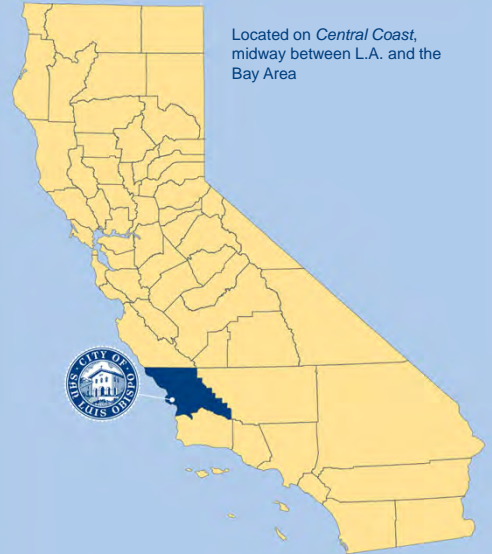 Located on Central Coast,
midway between L.A. and the
Bay Area
CITY OF
SAN LUIS OBISPO